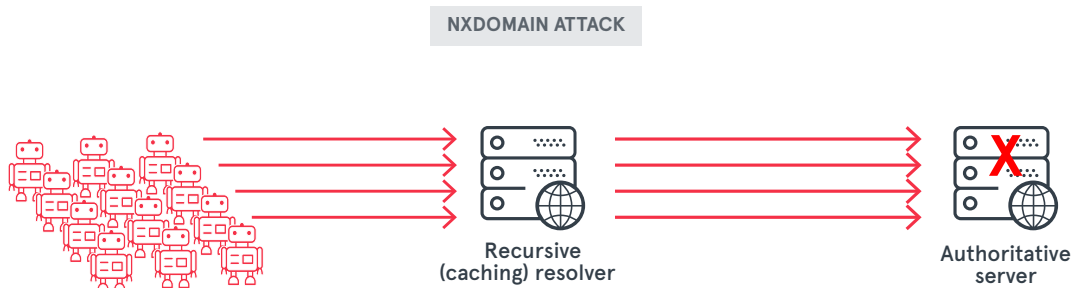 NXDOMAIN ATTACK
X
Recursive
(caching) resolver
Authoritative
server